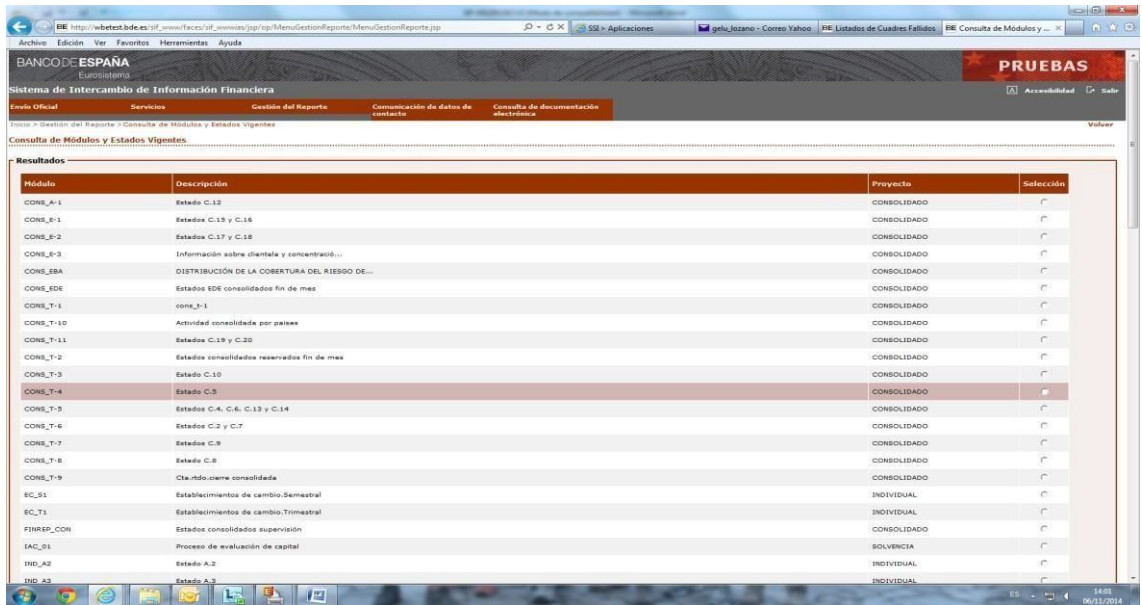 BE http://wbetest.bde.es/sif_www/faces/sif_wwwias/jsp/op/MenuGestionReporte/MenuGestionReporte.jsp
SSI > Aplicaciones
gelu_lozano - Correo Yahoo
BE Listados de Cuadres Fallidos
BE Consulta de Módulos y ...
Archivo Edición Ver Favoritos Herramientas Ayuda
BANCO DE ESPAÑA
Eurosistema
PRUEBAS
Sistema de Intercambio de Información Financiera
Accesibilidad Salir
Envío Oficial Servicios Gestión del Reporte Comunicación de datos de contacto Consulta de documentación electrónica
Inicio > Gestión del Reporte > Consulta de Módulos y Estados Vigentes Volver
Consulta de Módulos y Estados Vigentes
Resultados
Módulo Descripción Proyecto Selección
CONS_A-1 Estado C.12 CONSOLIDADO
CONS_E-1 Estados C.15 y C.16 CONSOLIDADO
CONS_E-2 Estados C.17 y C.18 CONSOLIDADO
CONS_E-3 Información sobre clientela y concentració... CONSOLIDADO
CONS_EBA DISTRIBUCIÓN DE LA COBERTURA DEL RIESGO DE... CONSOLIDADO
CONS_EDE Estados EDE consolidados fin de mes CONSOLIDADO
CONS_T-1 cons_t-1 CONSOLIDADO
CONS_T-10 Actividad consolidada por paises CONSOLIDADO
CONS_T-11 Estados C.19 y C.20 CONSOLIDADO
CONS_T-2 Estados consolidados reservados fin de mes CONSOLIDADO
CONS_T-3 Estado C.10 CONSOLIDADO
CONS_T-4 Estado C.5 CONSOLIDADO
CONS_T-5 Estados C.4, C.6, C.13 y C.14 CONSOLIDADO
CONS_T-6 Estados C.2 y C.7 CONSOLIDADO
CONS_T-7 Estados C.9 CONSOLIDADO
CONS_T-8 Estado C.8 CONSOLIDADO
CONS_T-9 Cta.rtdo.cierre consolidada CONSOLIDADO
EC_S1 Establecimientos de cambio.Semestral INDIVIDUAL
EC_T1 Establecimientos de cambio.Trimestral INDIVIDUAL
FINREP_CON Estados consolidados supervisión CONSOLIDADO
IAC_01 Proceso de evaluación de capital SOLVENCIA
IND_A2 Estado A.2 INDIVIDUAL
IND_A3 Estado A.3 INDIVIDUAL
ES
14:01
06/11/2014